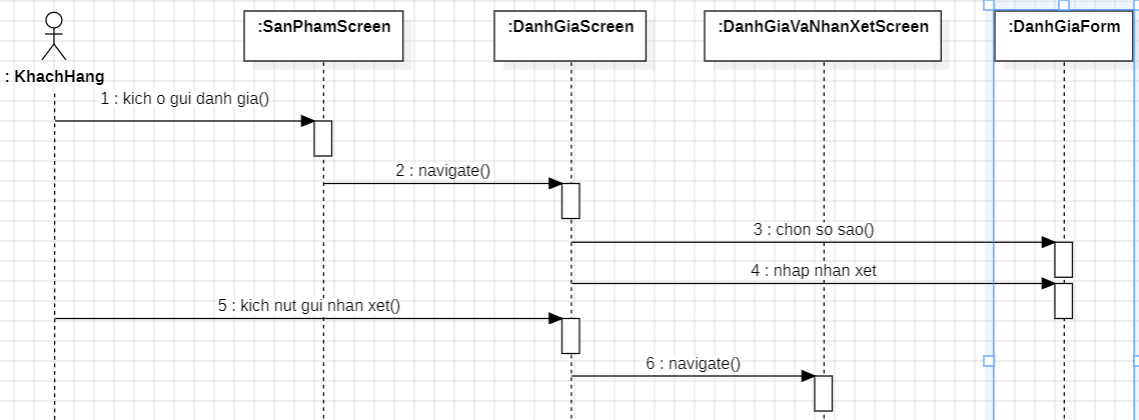 :SanPhamScreen
:DanhGiaScreen
:DanhGiaVaNhanXetScreen
:DanhGiaForm
: KhachHang
1 : kich o gui danh gia()
2 : navigate()
3 : chon so sao()
4 : nhap nhan xet
5 : kich nut gui nhan xet()
6 : navigate()